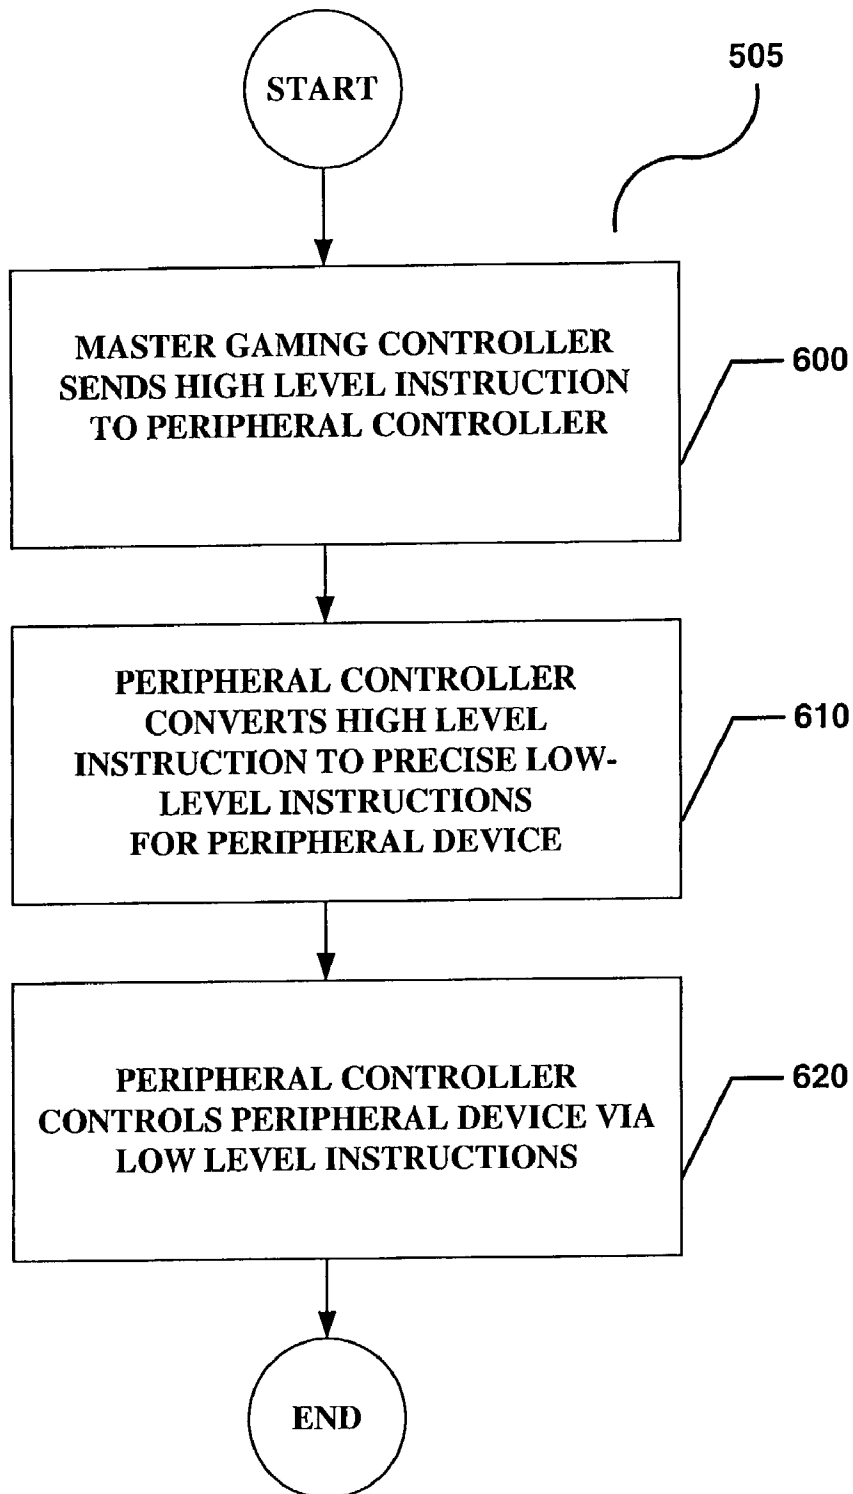 START
505
MASTER GAMING CONTROLLER
SENDS HIGH LEVEL INSTRUCTION
TO PERIPHERAL CONTROLLER
600
PERIPHERAL CONTROLLER
CONVERTS HIGH LEVEL
INSTRUCTION TO PRECISE LOW-
LEVEL INSTRUCTIONS
FOR PERIPHERAL DEVICE
610
PERIPHERAL CONTROLLER
CONTROLS PERIPHERAL DEVICE VIA
LOW LEVEL INSTRUCTIONS
620
END